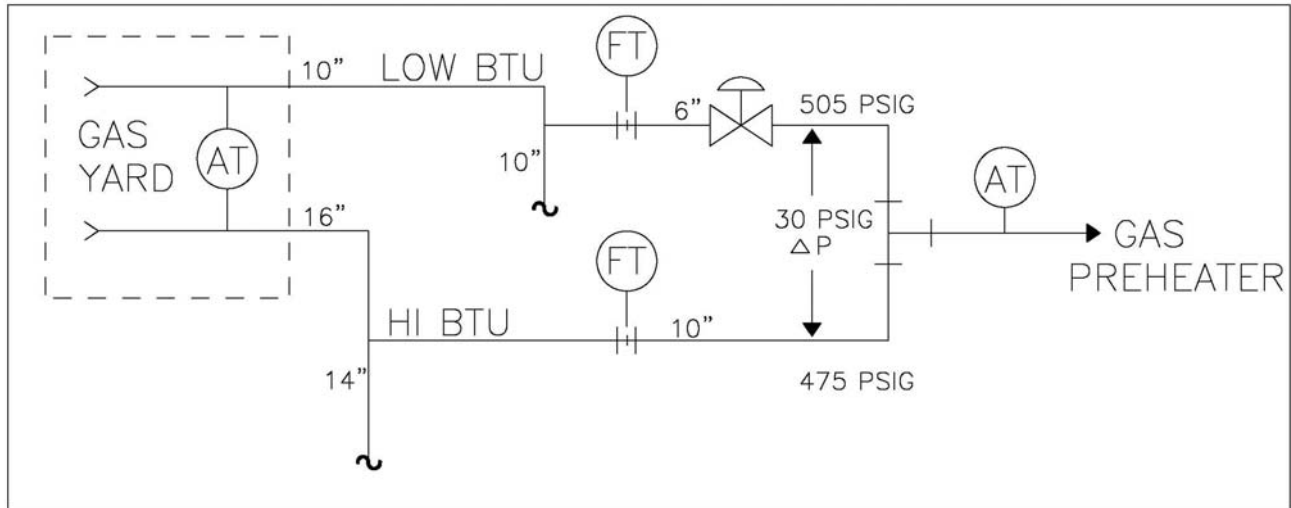 FT
10" LOW BTU
6" 505 PSIG
GAS
YARD
AT
10"
AT
16"
30 PSIG
△P
GAS
PREHEATER
FT
HI BTU
10"
14"
475 PSIG